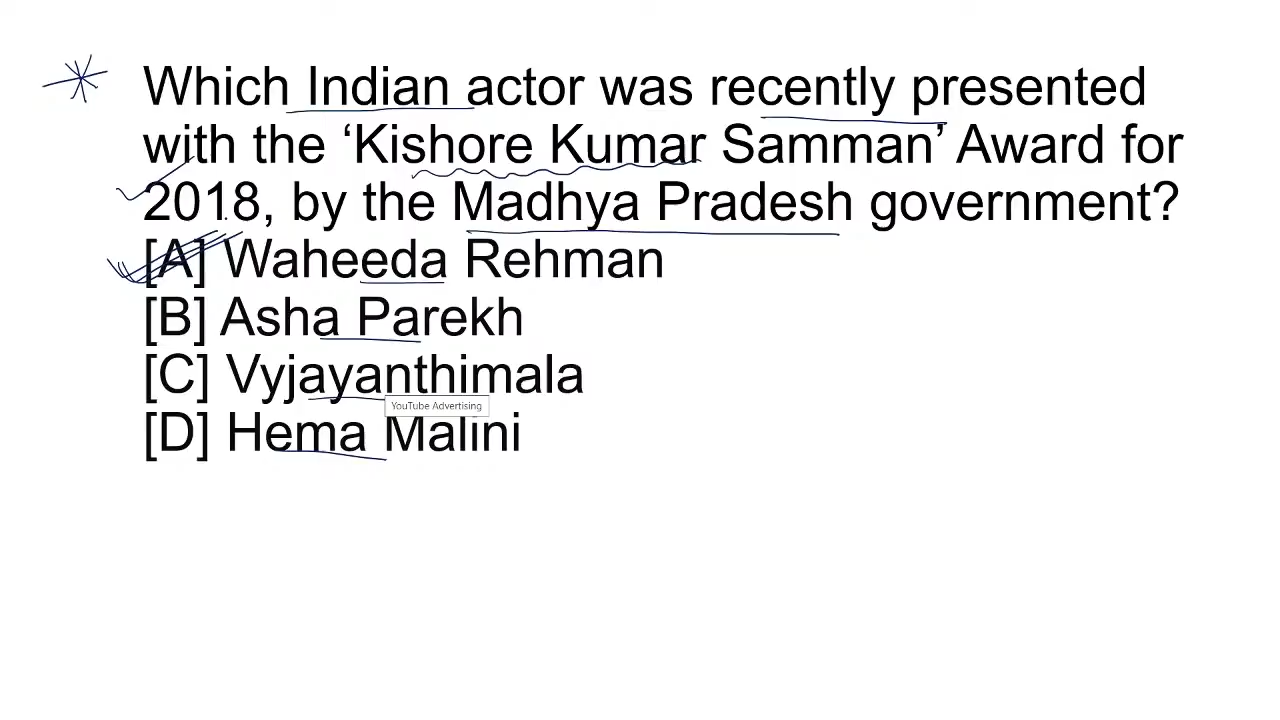 Which Indian actor was recently presented
with the ‘Kishore Kumar Samman’ Award for
2018, by the Madhya Pradesh government?
[A] Waheeda Rehman
[B] Asha Parekh
[C] Vyjayanthimala
YouTube Advertising
[D] Hema Malini